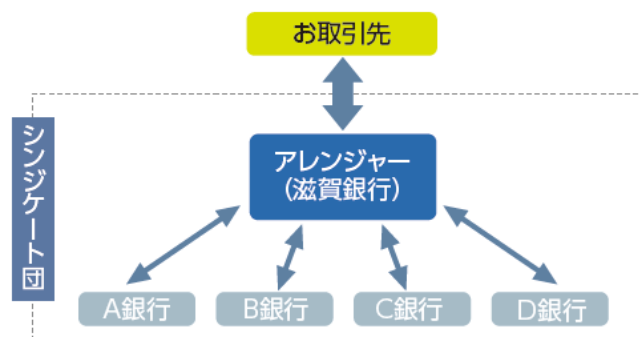 お取引先
シンジケート団
アレンジャー
（滋賀銀行）
A銀行
B銀行
C銀行
D銀行